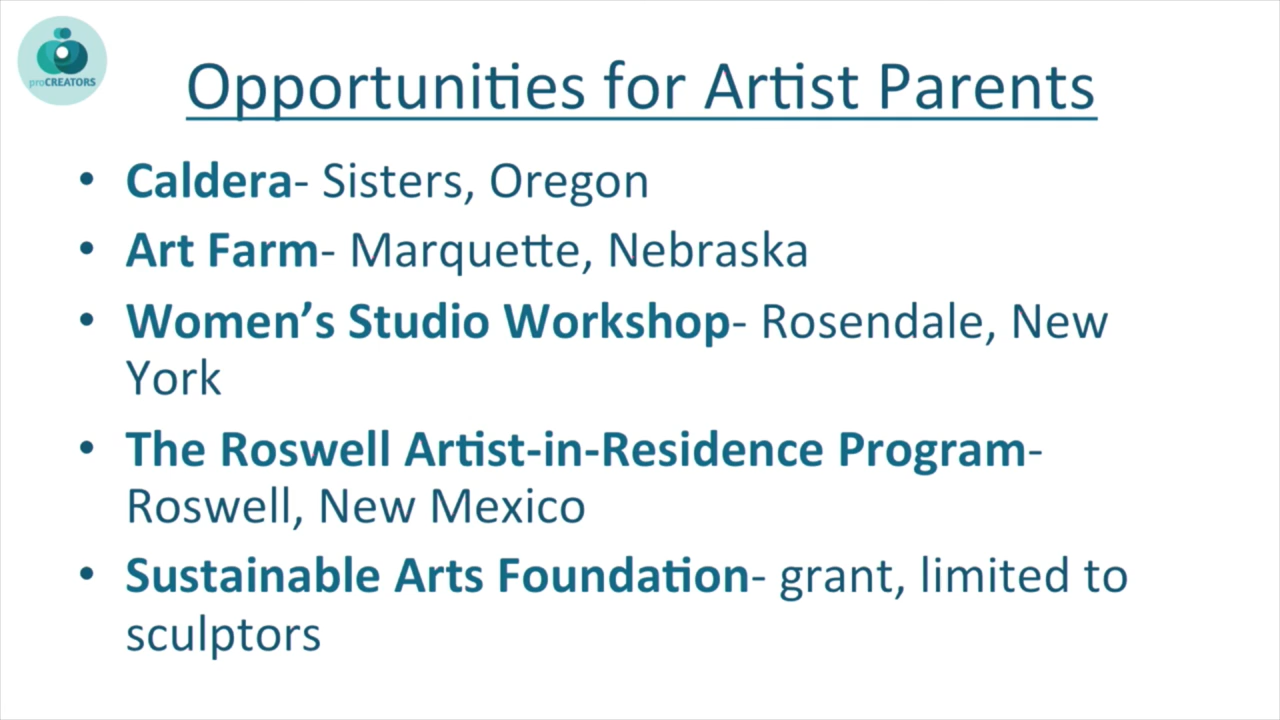 proCREATORS
Opportunities for Artist Parents
• Caldera- Sisters, Oregon
• Art Farm- Marquette, Nebraska
• Women’s Studio Workshop- Rosendale, New
York
• The Roswell Artist-in-Residence Program-
Roswell, New Mexico
• Sustainable Arts Foundation- grant, limited to
sculptors